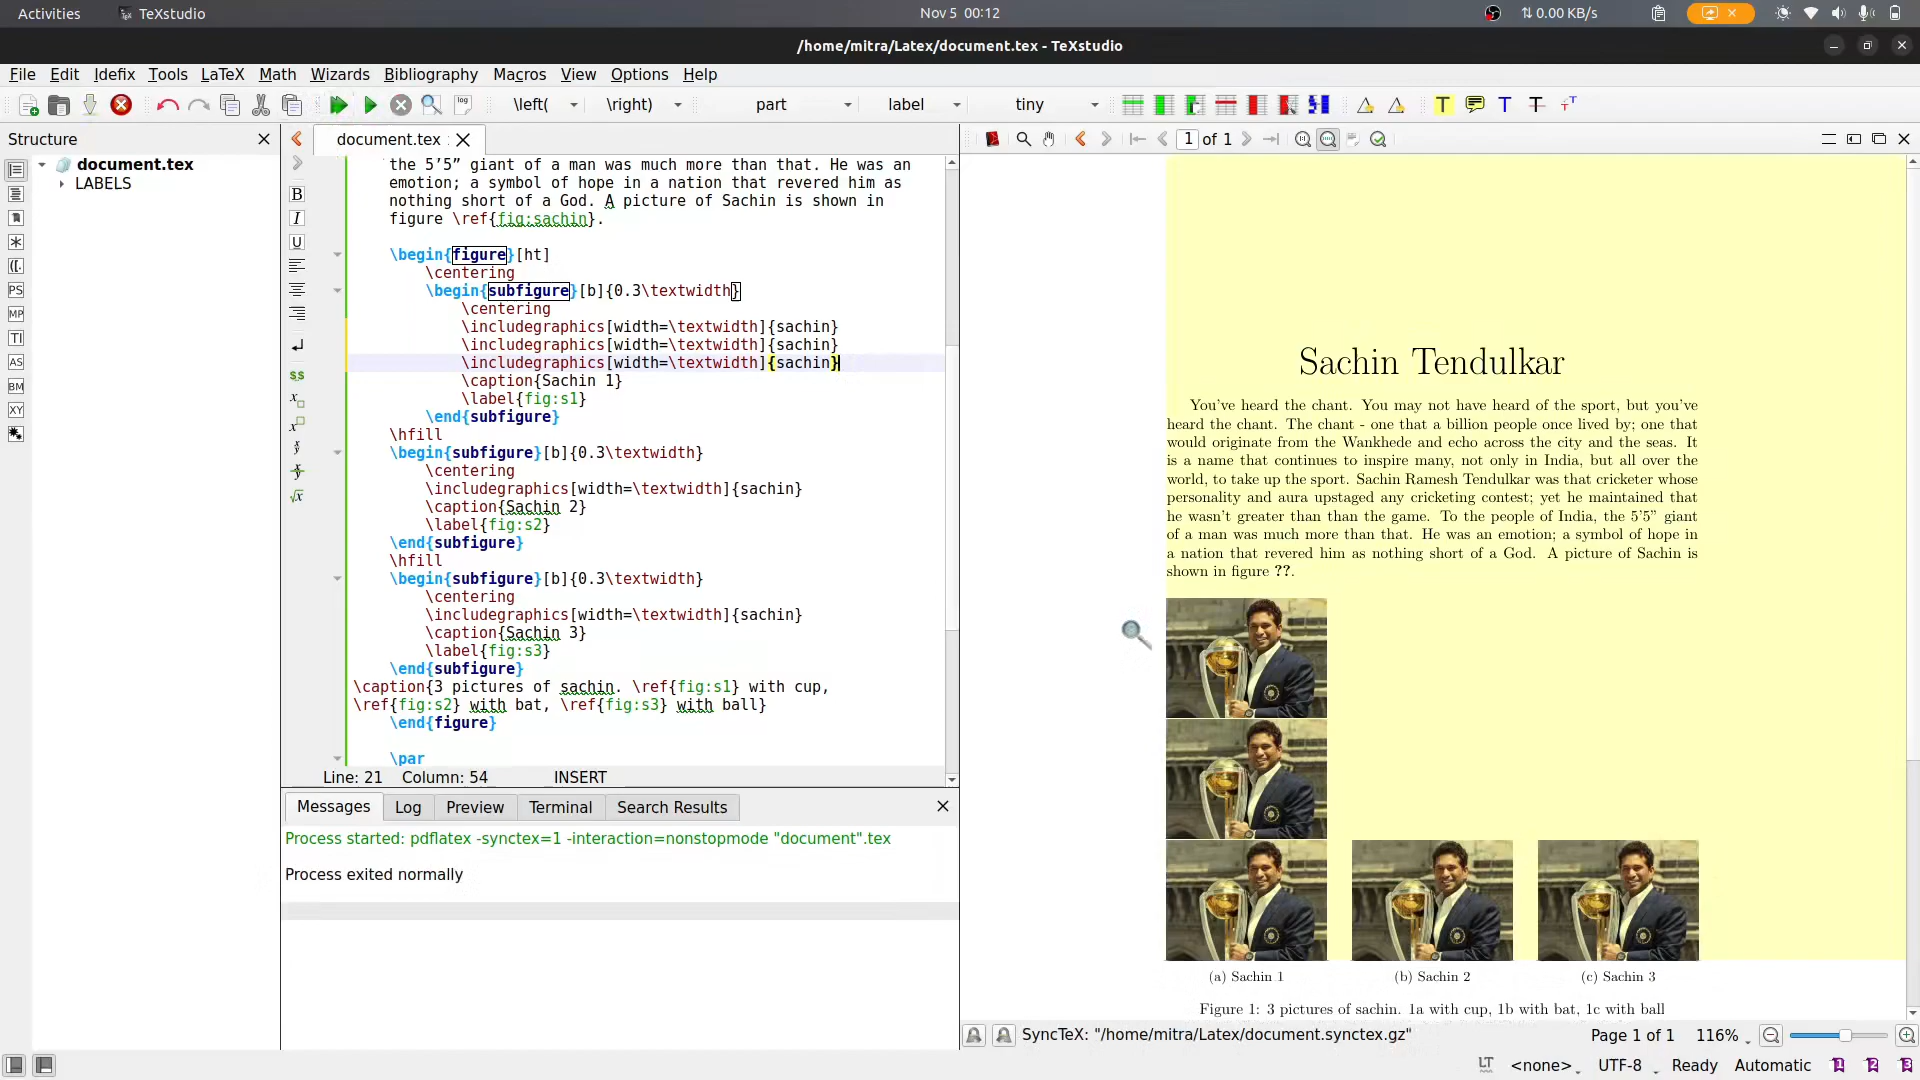 Activities TeXstudio Nov 5 00:12 0.00 KB/s
/home/mitra/Latex/document.tex - TeXstudio
File Edit Idefix Tools LaTeX Math Wizards Bibliography Macros View Options Help
\left( \right) part label tiny
Structure document.tex 1 of 1
document.tex
LABELS
the 5’5” giant of a man was much more than that. He was an
emotion; a symbol of hope in a nation that revered him as
nothing short of a God. A picture of Sachin is shown in
figure \ref{fig:sachin}.
\begin{figure}[ht]
\centering
\begin{subfigure}[b]{0.3\textwidth}
\centering
\includegraphics[width=\textwidth]{sachin}
\includegraphics[width=\textwidth]{sachin}
\includegraphics[width=\textwidth]{sachin}
\caption{Sachin 1}
\label{fig:s1}
\end{subfigure}
\hfill
\begin{subfigure}[b]{0.3\textwidth}
\centering
\includegraphics[width=\textwidth]{sachin}
\caption{Sachin 2}
\label{fig:s2}
\end{subfigure}
\hfill
\begin{subfigure}[b]{0.3\textwidth}
\centering
\includegraphics[width=\textwidth]{sachin}
\caption{Sachin 3}
\label{fig:s3}
\end{subfigure}
\caption{3 pictures of sachin. \ref{fig:s1} with cup,
\ref{fig:s2} with bat, \ref{fig:s3} with ball}
\end{figure}
\par
Line: 21 Column: 54 INSERT
Messages Log Preview Terminal Search Results
Process started: pdflatex -synctex=1 -interaction=nonstopmode "document".tex
Process exited normally
Sachin Tendulkar
You’ve heard the chant. You may not have heard of the sport, but you’ve
heard the chant. The chant - one that a billion people once lived by; one that
would originate from the Wankhede and echo across the city and the seas. It
is a name that continues to inspire many, not only in India, but all over the
world, to take up the sport. Sachin Ramesh Tendulkar was that cricketer whose
personality and aura upstaged any cricketing contest; yet he maintained that
he wasn’t greater than than the game. To the people of India, the 5’5” giant
of a man was much more than that. He was an emotion; a symbol of hope in
a nation that revered him as nothing short of a God. A picture of Sachin is
shown in figure ??.
(a) Sachin 1 (b) Sachin 2 (c) Sachin 3
Figure 1: 3 pictures of sachin. 1a with cup, 1b with bat, 1c with ball
SyncTeX: "/home/mitra/Latex/document.synctex.gz" Page 1 of 1 116%
LT <none> UTF-8 Ready Automatic 1 2 3